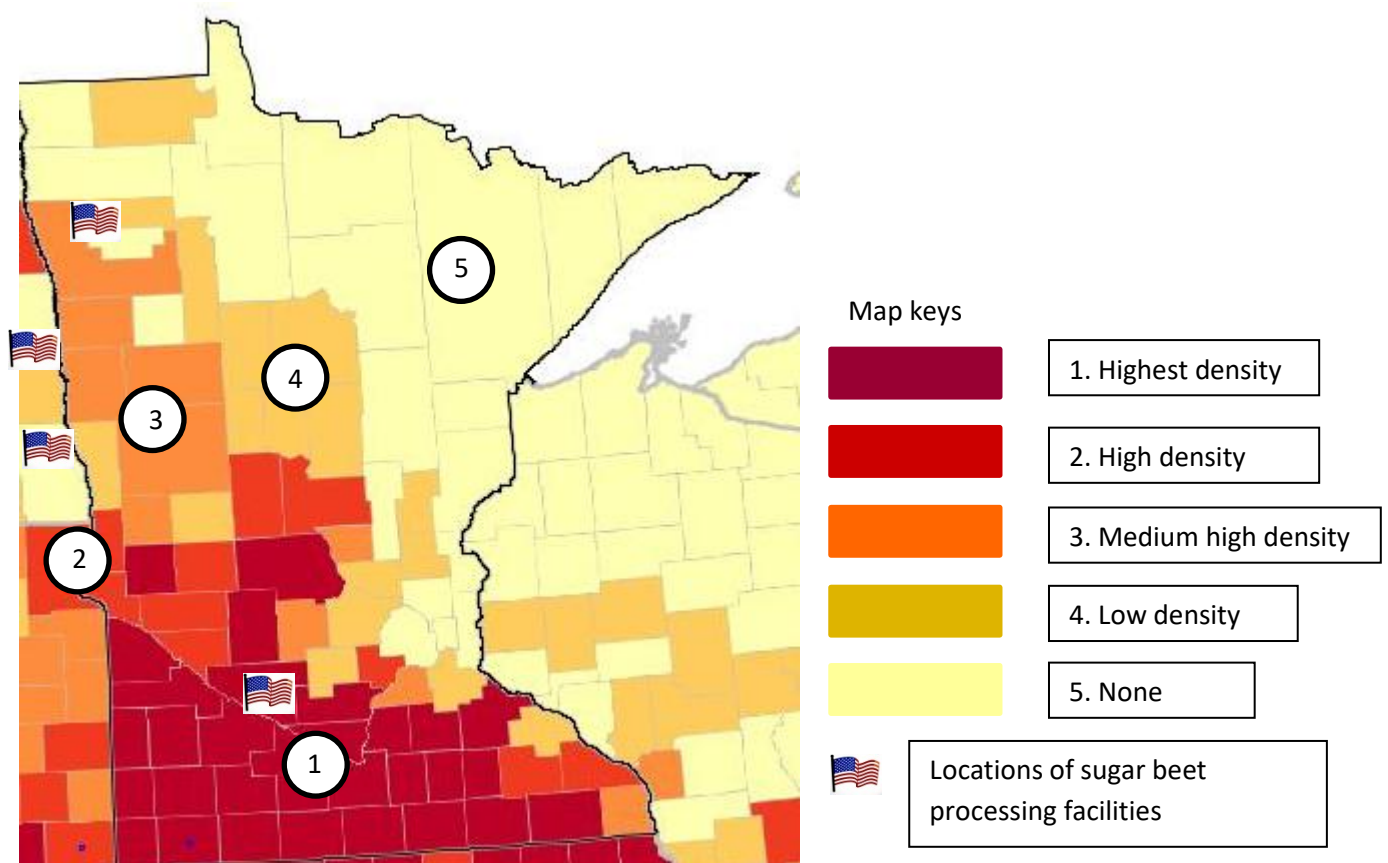 5
4
3
2
1
Map keys
1. Highest density
2. High density
3. Medium high density
4. Low density
5. None
Locations of sugar beet
processing facilities